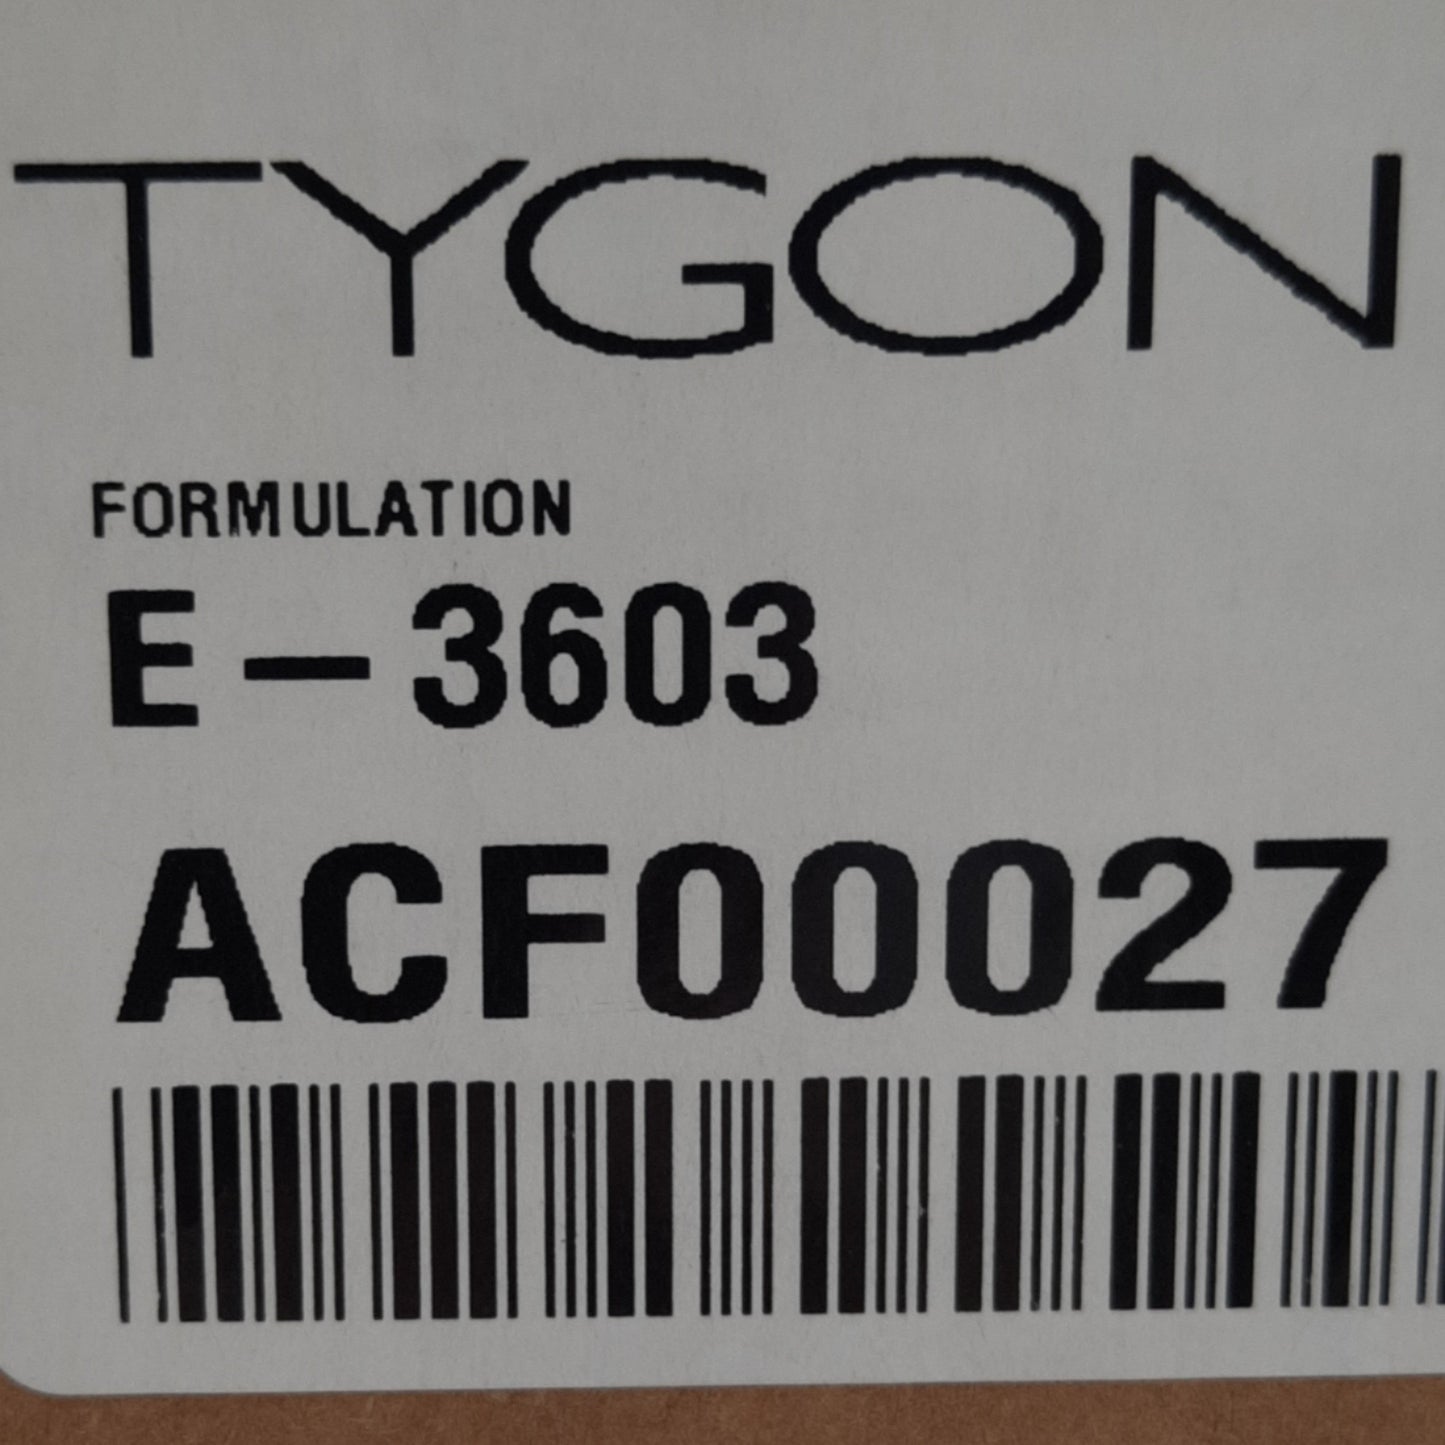 TYGON
FORMULATION
E-3603
ACF00027